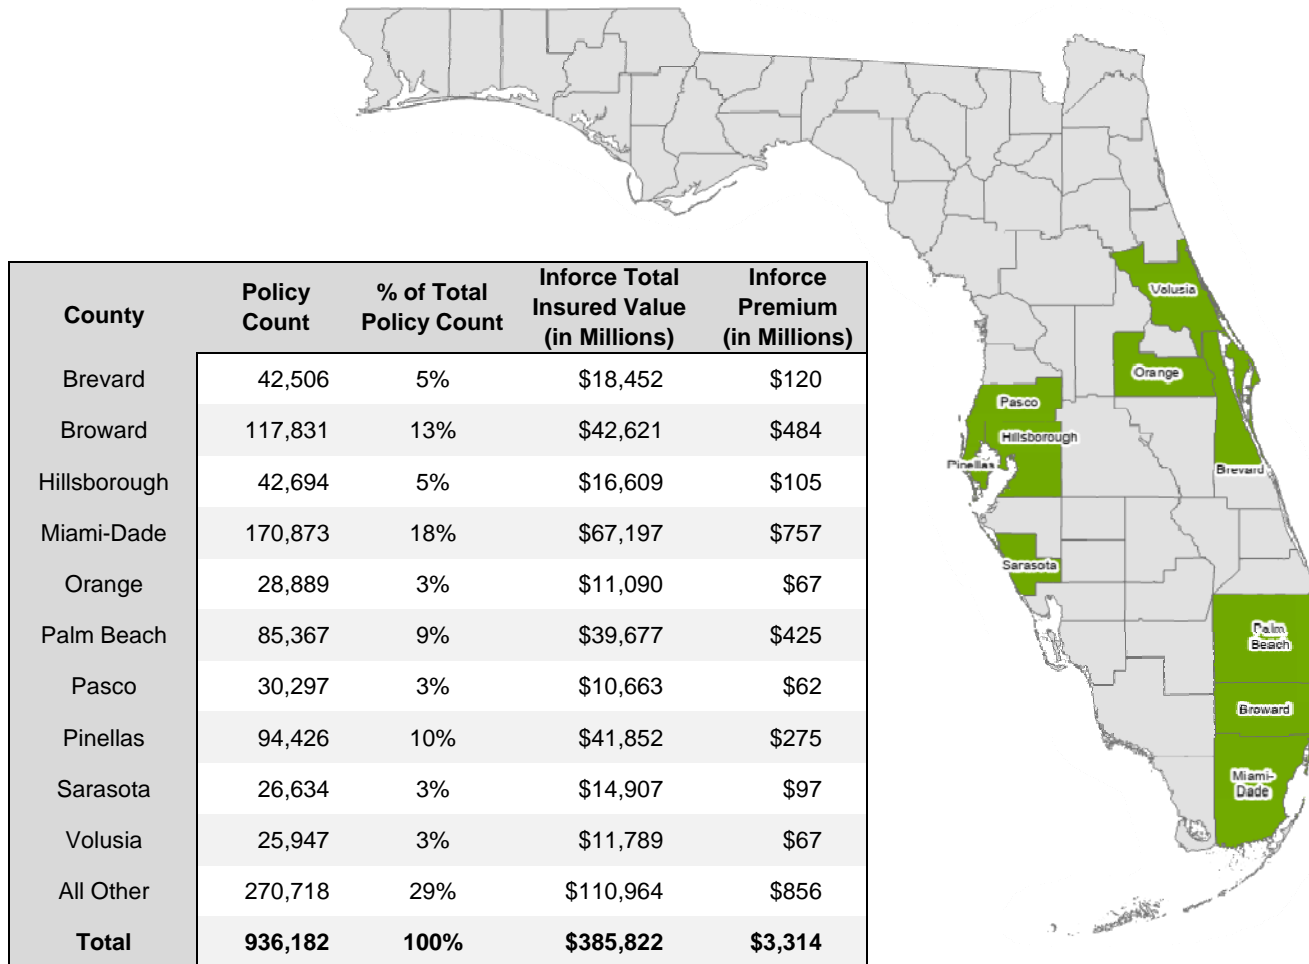 County Policy Count % of Total Policy Count Inforce Total Insured Value (in Millions) Inforce Premium (in Millions)
Brevard 42,506 5% $18,452 $120
Broward 117,831 13% $42,621 $484
Hillsborough 42,694 5% $16,609 $105
Miami-Dade 170,873 18% $67,197 $757
Orange 28,889 3% $11,090 $67
Palm Beach 85,367 9% $39,677 $425
Pasco 30,297 3% $10,663 $62
Pinellas 94,426 10% $41,852 $275
Sarasota 26,634 3% $14,907 $97
Volusia 25,947 3% $11,789 $67
All Other 270,718 29% $110,964 $856
Total 936,182 100% $385,822 $3,314
Volusia
Orange
Pasco
Hillsborough
Pinellas
Brevard
Sarasota
Palm
Beach
Broward
Miami-
Dade